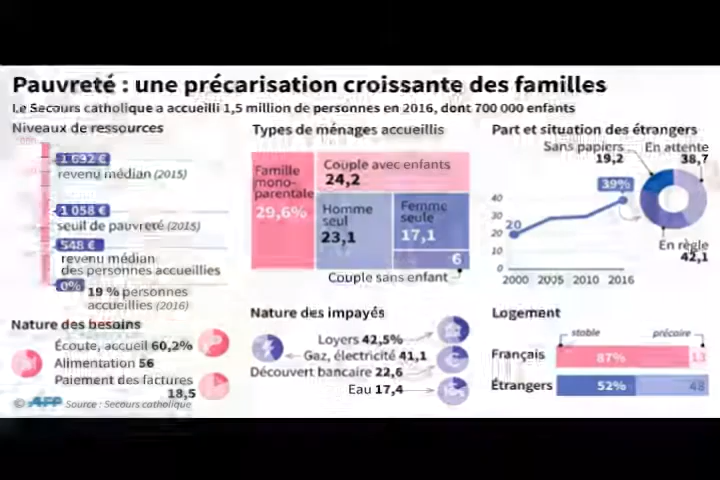 Pauvreté : une précarisation croissante des familles
Le Secours catholique a accueilli 1,5 million de personnes en 2016, dont 700 000 enfants
Niveaux de ressources
1 692 €
revenu médian (2015)
1 058 €
seuil de pauvreté (2015)
548 €
revenu médian
des personnes accueillies
0%
19 % personnes
accueillies (2016)
Types de ménages accueillis
Famille
mono-
parentale
29,6%
Couple avec enfants
24,2
Homme
seul
23,1
Femme
seule
17,1
6
Couple sans enfant
Part et situation des étrangers
Sans papiers
19,2
En attente
38,7
39%
40
30
20
10
0
20
2000 2005 2010 2016
En règle
42,1
Nature des besoins
Écoute, accueil 60,2%
Alimentation 56
Paiement des factures
18,5
Nature des impayés
Loyers 42,5%
Gaz, électricité 41,1
Découvert bancaire 22,6
Eau 17,4
Logement
stable précaire
Français 87% 13
Étrangers 52% 48
© AFP Source : Secours catholique